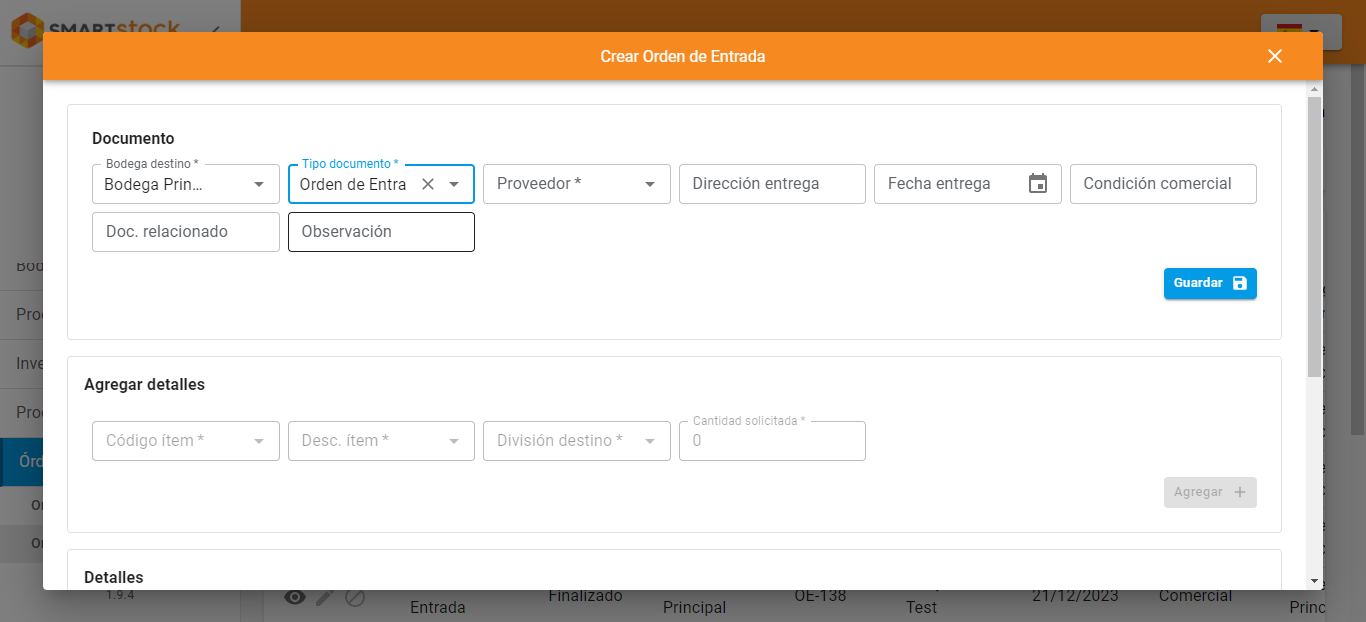 SMARTstock
Crear Orden de Entrada
Documento
Bodega destino *
Bodega Prin...
Tipo documento *
Orden de Entra
Proveedor *
Dirección entrega
Fecha entrega
Condición comercial
Doc. relacionado
Observación
Guardar
Agregar detalles
Código ítem *
Desc. ítem *
División destino *
Cantidad solicitada *
0
Agregar
Detalles
Bod
Proc
Inve
Proc
Órd
Or
Or
1.9.4
Entrada
Finalizado
Principal
OE-138
Test
21/12/2023
Comercial
Princ